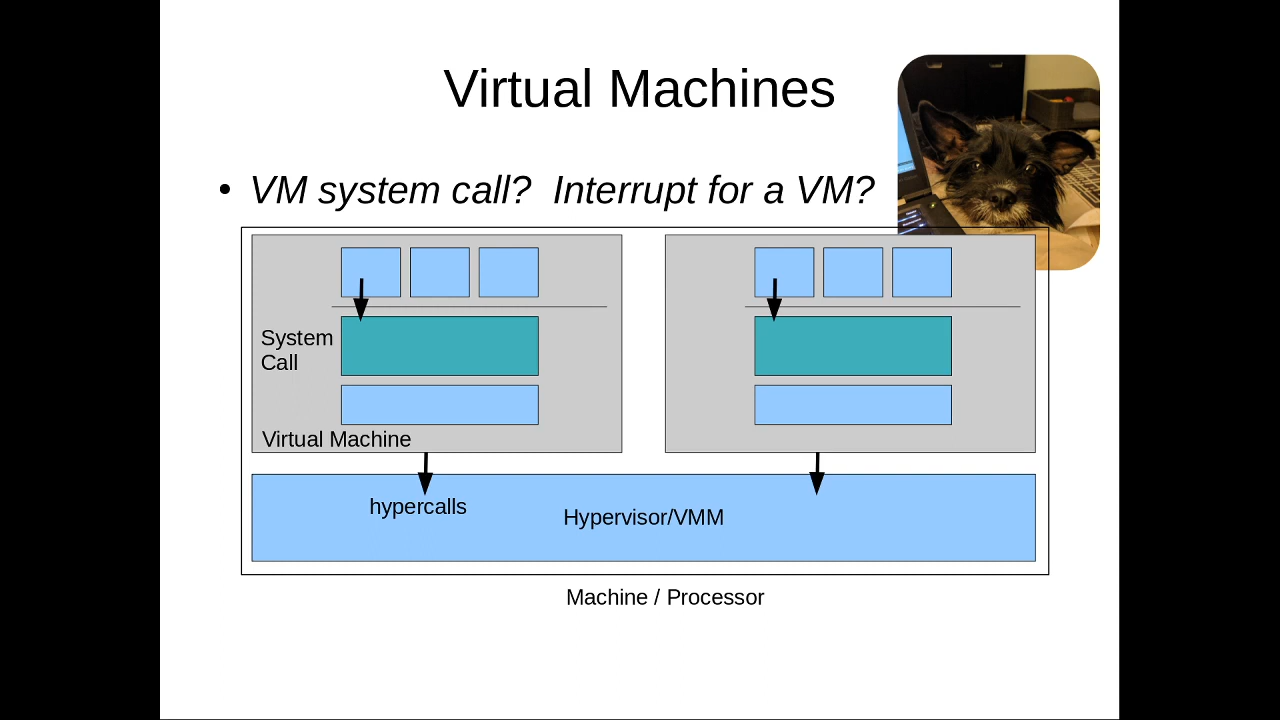 Virtual Machines
• VM system call?  Interrupt for a VM?
System
Call
Virtual Machine
hypercalls
Hypervisor/VMM
Machine / Processor